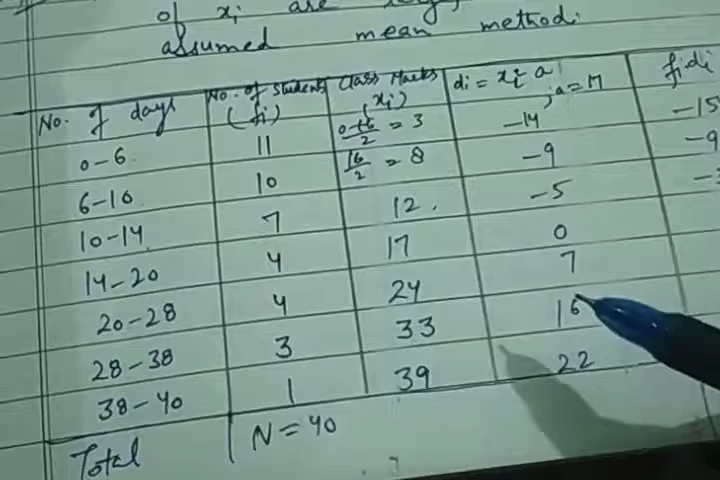 of xi are
assumed mean method.
No. of days No. of students (fi) Class Marks (xi) di = xi - a ; a = 17 fidi
0-6 11 0+6/2 = 3 -14 -15
6-10 10 16/2 = 8 -9 -9
10-14 7 12. -5
14-20 4 17 0
20-28 4 24 7
28-38 3 33 16
38-40 1 39 22
Total N = 40